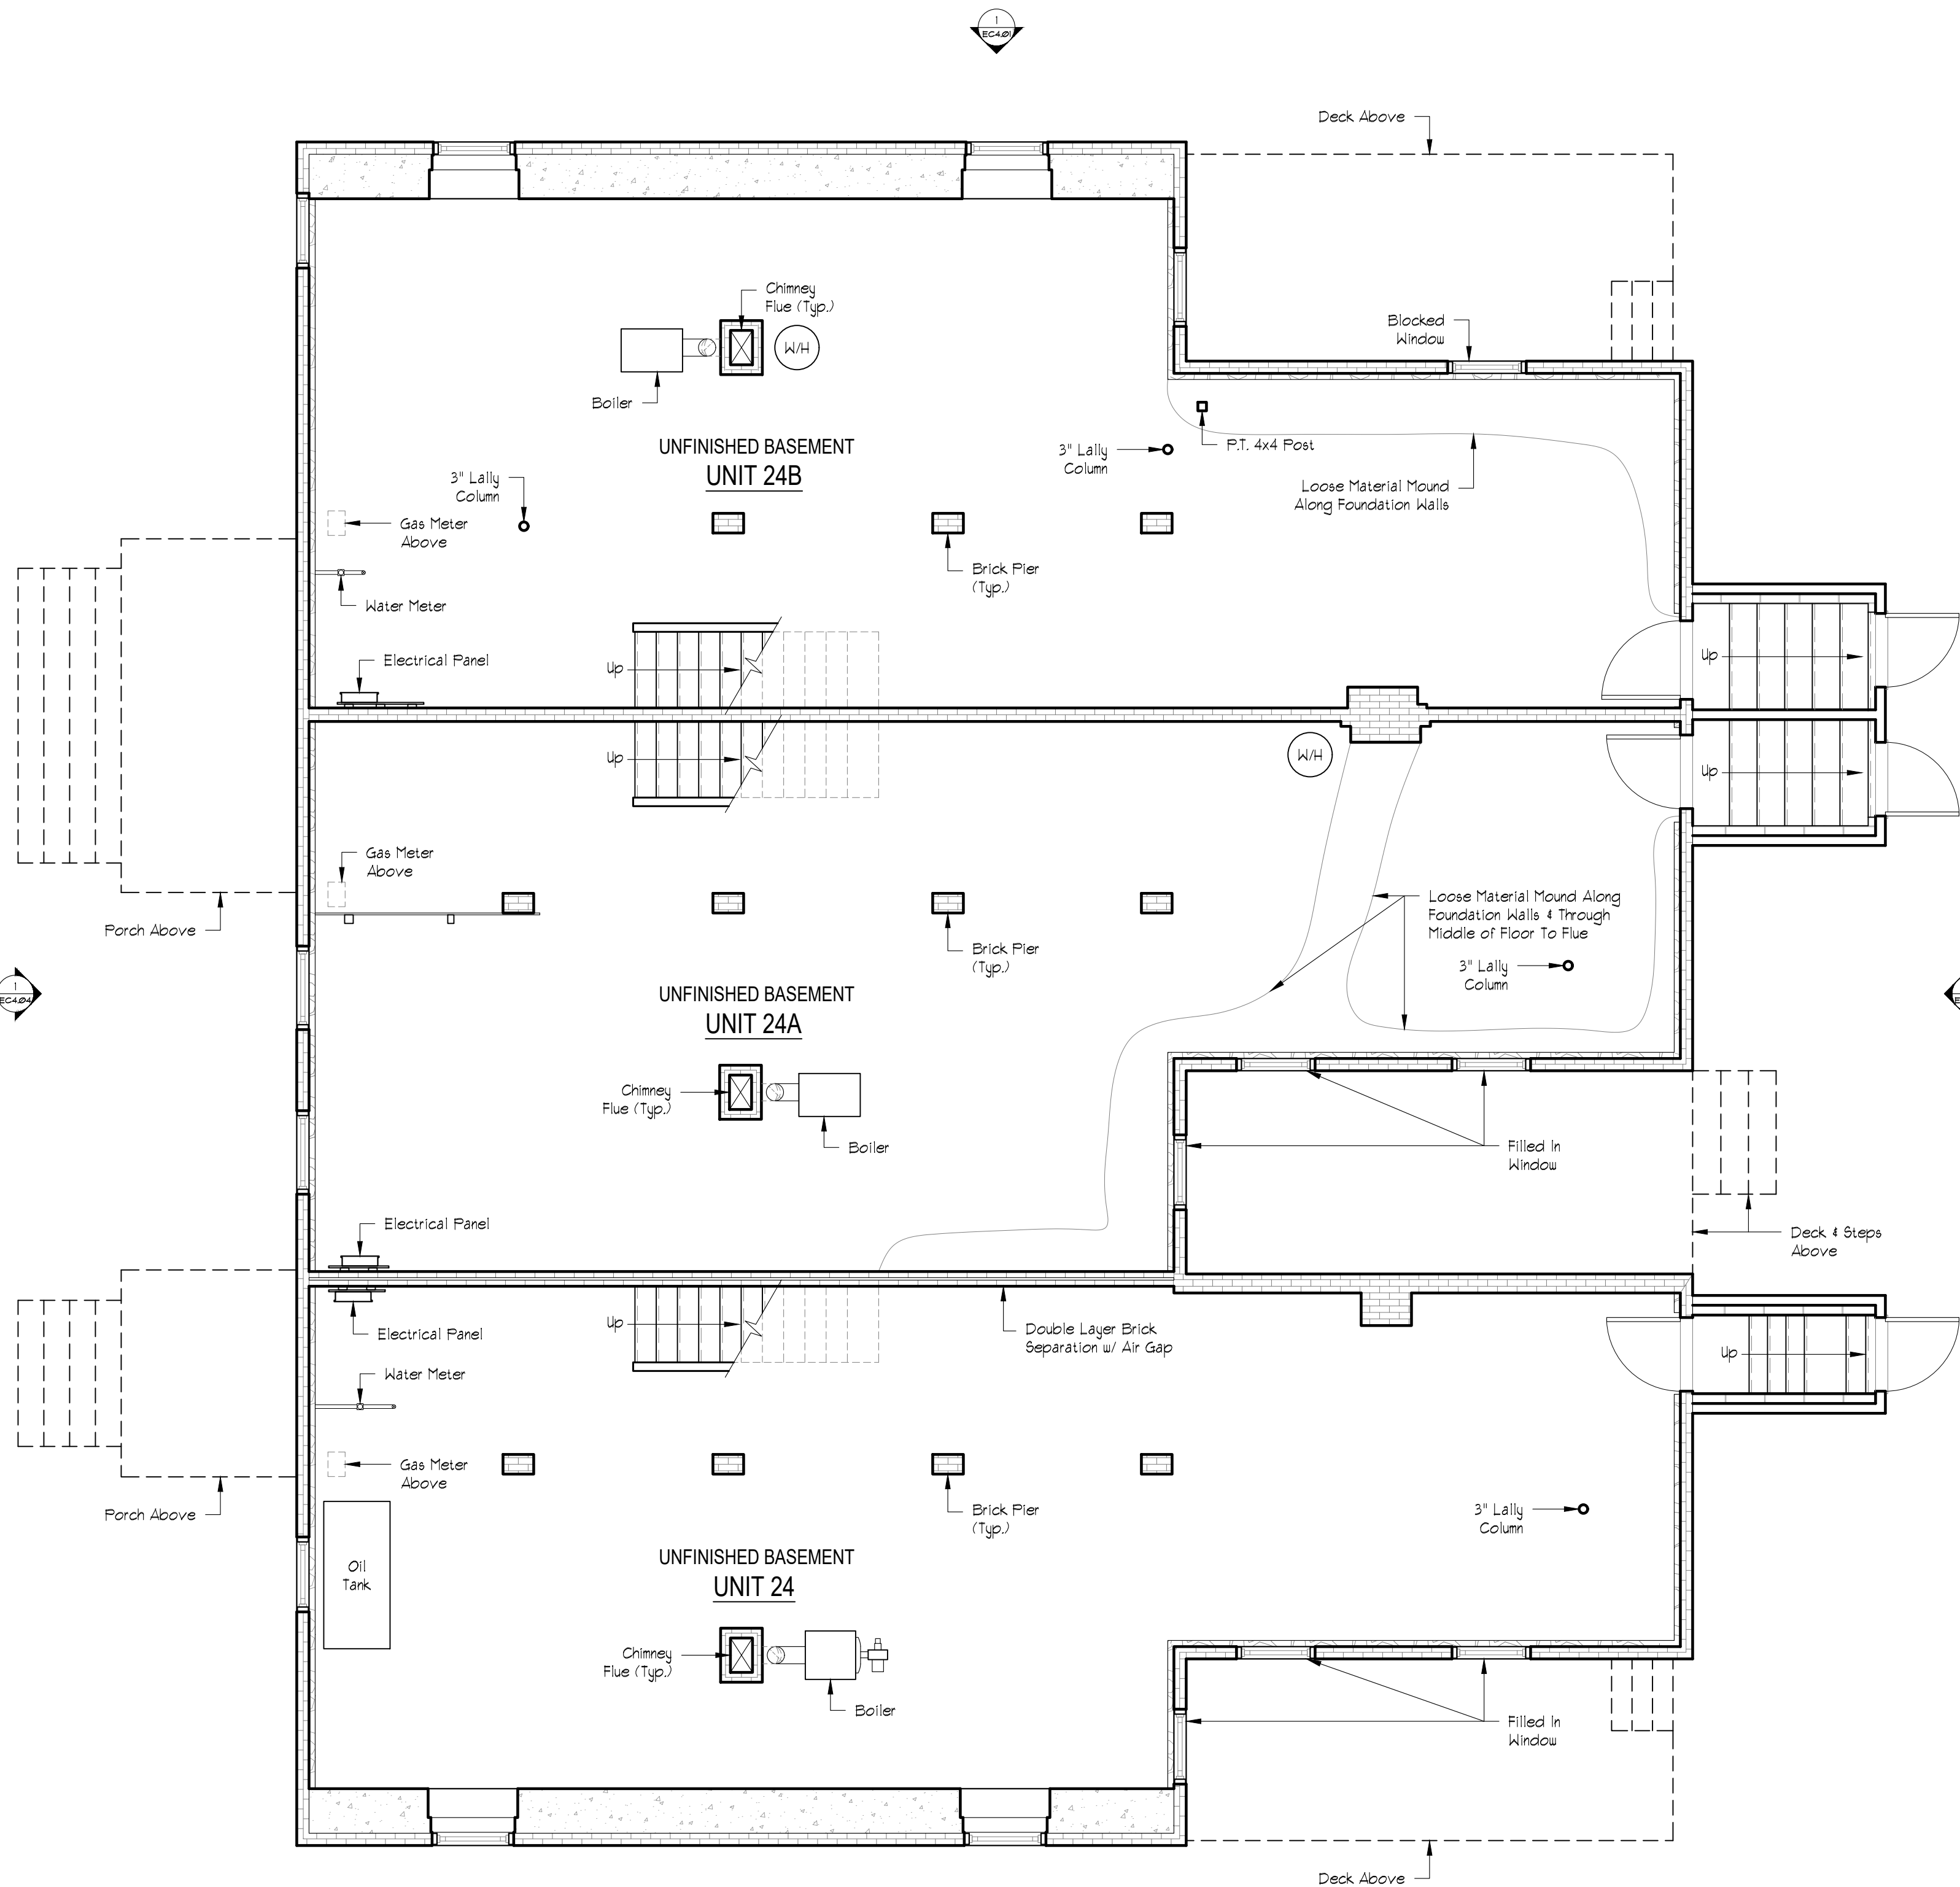 1
EC4.01
Deck Above
Chimney
Flue (Typ.)
W/H
Blocked
Window
Boiler
UNFINISHED BASEMENT
UNIT 24B
3" Lally
Column
P.T. 4x4 Post
3" Lally
Column
Loose Material Mound
Along Foundation Walls
Gas Meter
Above
Brick Pier
(Typ.)
Water Meter
Electrical Panel
Up
Up
Up
W/H
Up
Gas Meter
Above
Porch Above
Loose Material Mound Along
Foundation Walls & Through
Middle of Floor To Flue
Brick Pier
(Typ.)
3" Lally
Column
1
EC4.04
UNFINISHED BASEMENT
UNIT 24A
Chimney
Flue (Typ.)
Boiler
Filled In
Window
Electrical Panel
Deck & Steps
Above
Up
Electrical Panel
Double Layer Brick
Separation w/ Air Gap
Up
Water Meter
Gas Meter
Above
Porch Above
Brick Pier
(Typ.)
3" Lally
Column
Oil
Tank
UNFINISHED BASEMENT
UNIT 24
Chimney
Flue (Typ.)
Boiler
Filled In
Window
Deck Above